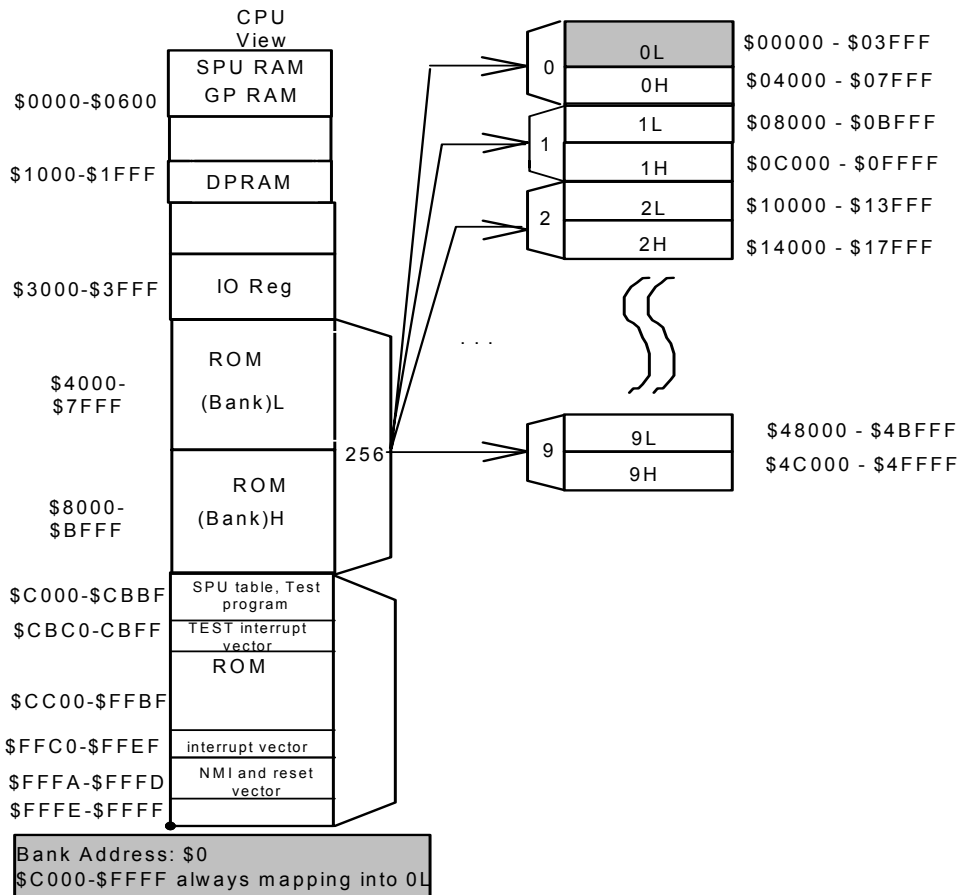 CPU
View
SPU RAM
GP RAM
$0000-$0600
$1000-$1FFF
DPRAM
$3000-$3FFF
IO Reg
$4000-
$7FFF
ROM
(Bank)L
256
$8000-
$BFFF
ROM
(Bank)H
$C000-$CBBF
SPU table, Test
program
$CBC0-CBFF
TEST interrupt
vector
ROM
$CC00-$FFBF
$FFC0-$FFEF
interrupt vector
$FFFA-$FFFD
NMI and reset
vector
$FFFE-$FFFF
Bank Address: $0
$C000-$FFFF always mapping into 0L
0
0L
$00000 - $03FFF
0H
$04000 - $07FFF
1
1L
$08000 - $0BFFF
1H
$0C000 - $0FFFF
2
2L
$10000 - $13FFF
2H
$14000 - $17FFF
...
9
9L
$48000 - $4BFFF
9H
$4C000 - $4FFFF